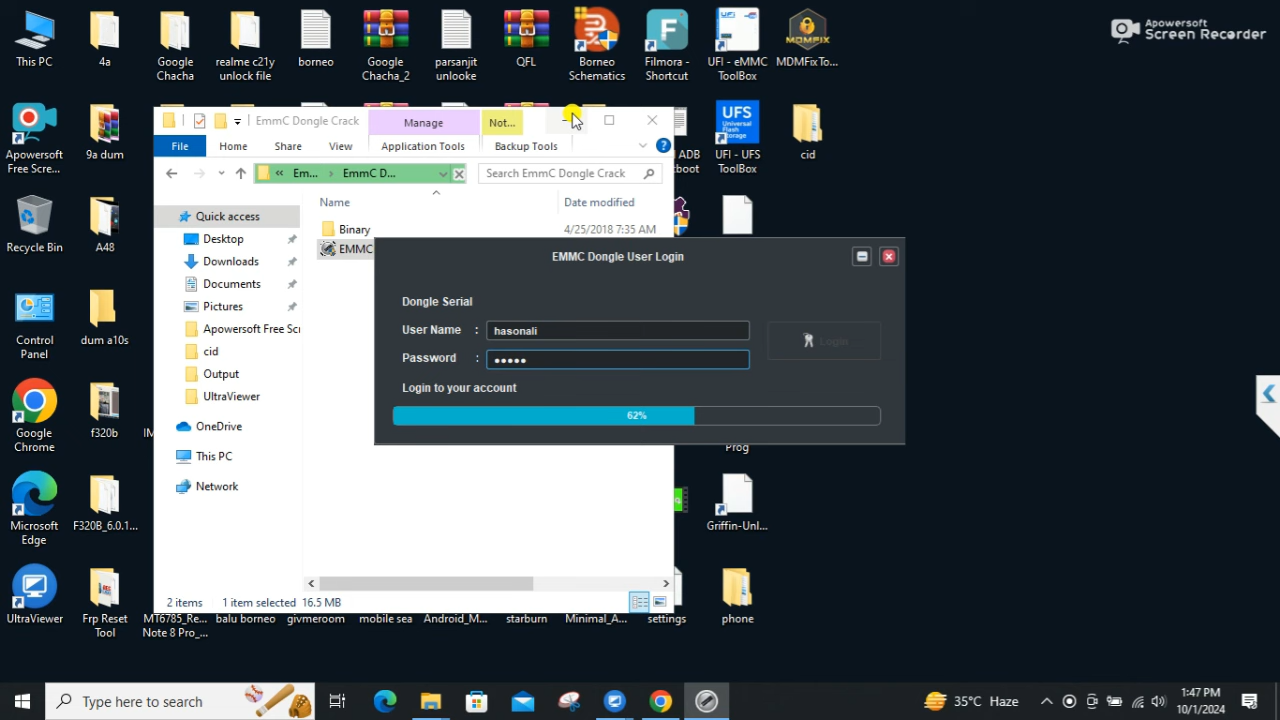 This PC
4a
Google
Chacha
realme c21y
unlock file
borneo
Google
Chacha_2
parsanjit
unlooke
QFL
Borneo
Schematics
Filmora -
Shortcut
UFi - eMMC
ToolBox
MDMFIX
MDMFixTo...
Apowersoft
Screen Recorder
EmmC Dongle Crack
Manage
Not...
File
Home
Share
View
Application Tools
Backup Tools
Em...
EmmC D...
Search EmmC Dongle Crack
Name
Date modified
Binary
4/25/2018 7:35 AM
EMMC
Quick access
Desktop
Downloads
Documents
Pictures
Apowersoft Free Scr
cid
Output
UltraViewer
OneDrive
This PC
Network
2 items
1 item selected 16.5 MB
EMMC Dongle User Login
Dongle Serial
User Name :
hasonali
Password :
Login
Login to your account
62%
Apowersoft
Free Scre...
9a dum
ADB
UFS
Universal
Flash
STORAGE
UFi - UFS
ToolBox
cid
Recycle Bin
A48
Control
Panel
dum a10s
Google
Chrome
f320b
Prog
Microsoft
Edge
F320B_6.0.1...
Griffin-Unl...
UltraViewer
Frp Reset
Tool
MT6785_Re...
Note 8 Pro_...
balu borneo
givmeroom
mobile sea
Android_M...
starburn
Minimal_A...
settings
phone
Type here to search
35°C Haze
1:47 PM
10/1/2024